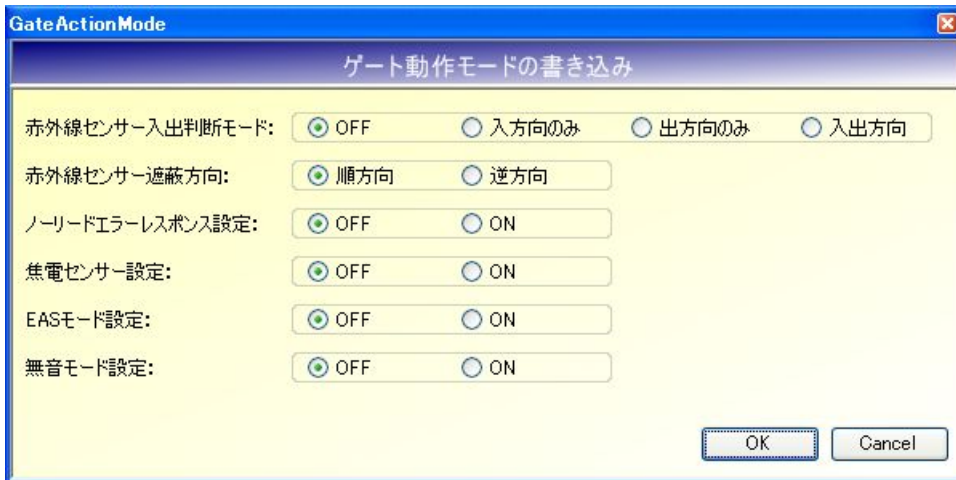 GateActionMode
ゲート動作モードの書き込み
赤外線センサー入出判断モード: OFF 入方向のみ 出方向のみ 入出方向
赤外線センサー遮蔽方向: 順方向 逆方向
ノーリードエラーレスポンス設定: OFF ON
焦電センサー設定: OFF ON
EASモード設定: OFF ON
無音モード設定: OFF ON
OK Cancel